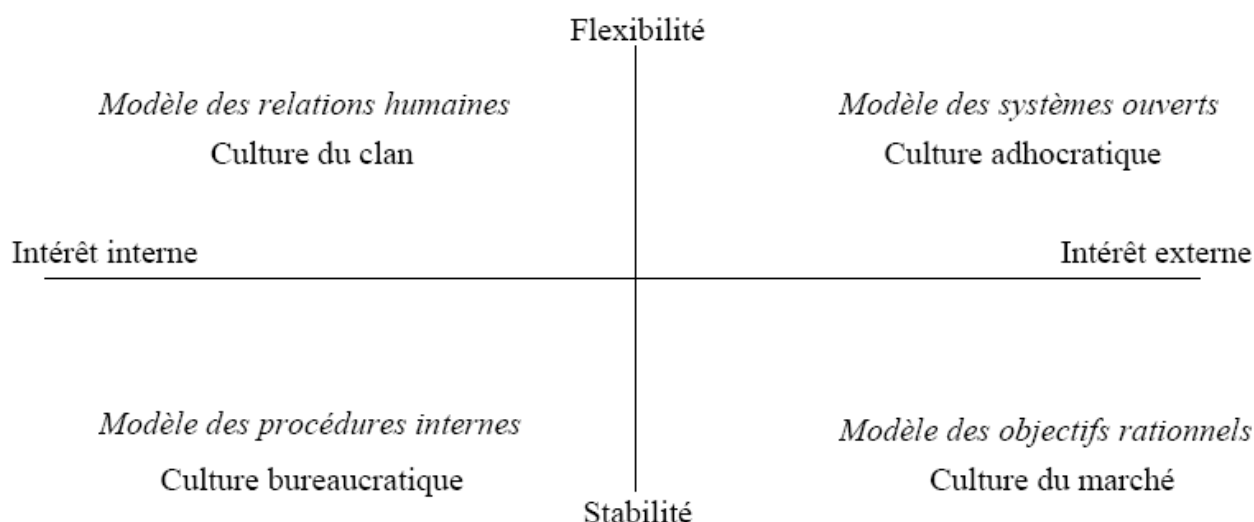 Flexibilité
Modèle des relations humaines
Culture du clan
Modèle des systèmes ouverts
Culture adhocratique
Intérêt interne
Intérêt externe
Modèle des procédures internes
Culture bureaucratique
Modèle des objectifs rationnels
Culture du marché
Stabilité